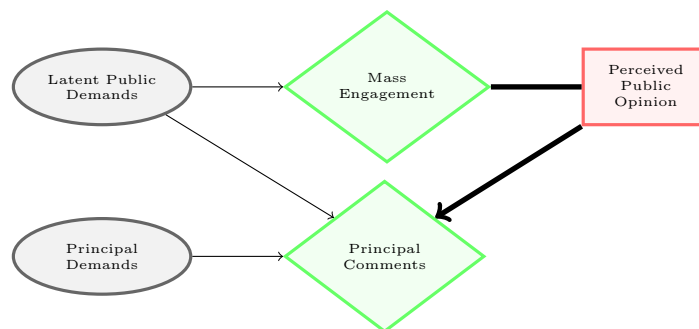 Latent Public
Demands
Mass
Engagement
Perceived
Public
Opinion
Principal
Demands
Principal
Comments